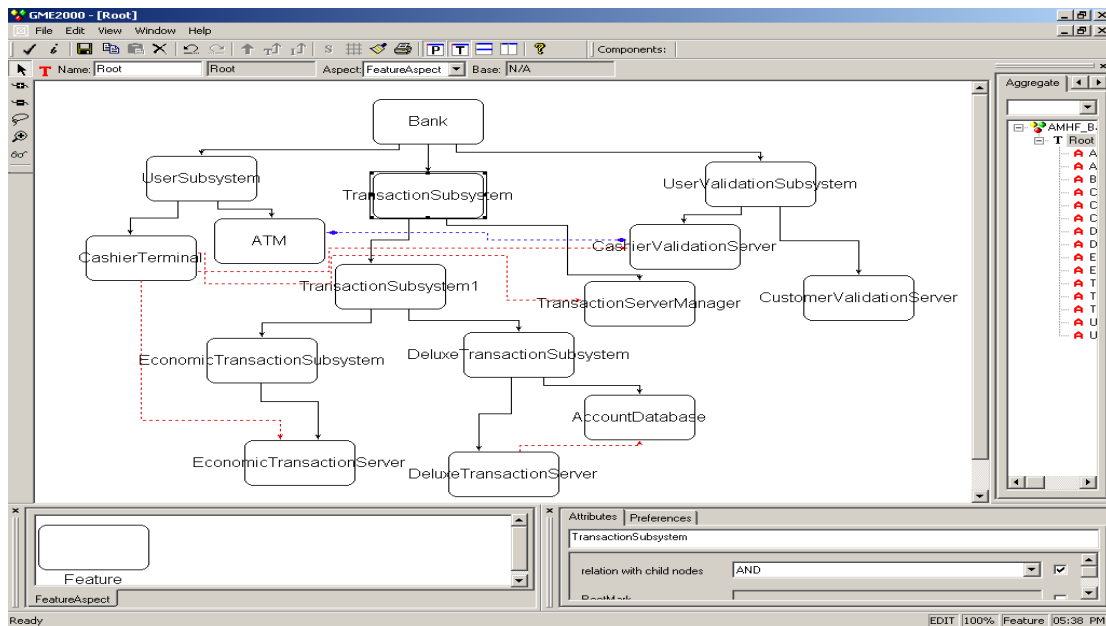 GME2000 - [Root]
File Edit View Window Help
Components:
Name: Root Root Aspect: FeatureAspect Base: N/A
Aggregate
Bank
UserSubsystem
TransactionSubsystem
UserValidationSubsystem
ATM
CashierValidationServer
CashierTerminal
TransactionSubsystem1
TransactionServerManager
CustomerValidationServer
EconomicTransactionSubsystem
DeluxeTransactionSubsystem
AccountDatabase
EconomicTransactionServer
DeluxeTransactionServer
AMHF_B
T Root
A
A
B
C
C
C
D
D
E
E
T
T
T
U
U
Feature
FeatureAspect
Attributes Preferences
TransactionSubsystem
relation with child nodes AND
RootMark
Ready
EDIT 100% Feature 05:38 PM